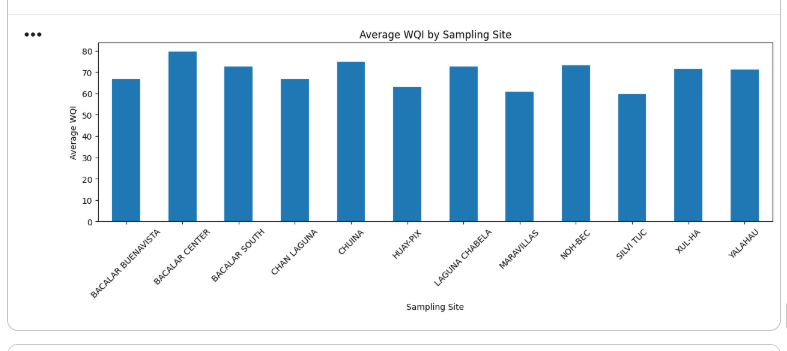 Average WQI by Sampling Site
Average WQI
80
70
60
50
40
30
20
10
0
BACALAR BUENAVISTA
BACALAR CENTER
BACALAR SOUTH
CHAN LAGUNA
CHUINA
HUAY-PIX
LAGUNA CHABELA
MARAVILLAS
NOH-BEC
SILVI TUC
XUL-HA
YALAHAU
Sampling Site